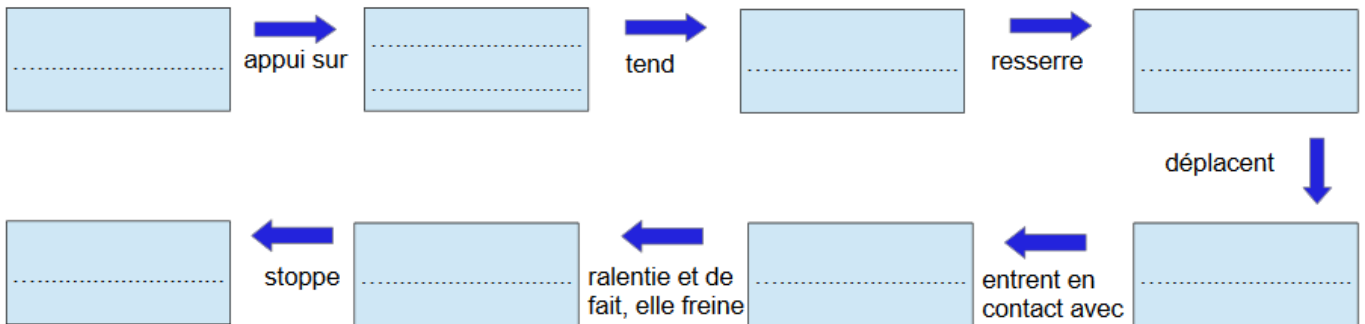 appui sur
tend
resserre
déplacent
stoppe
ralentie et de
fait, elle freine
entrent en
contact avec